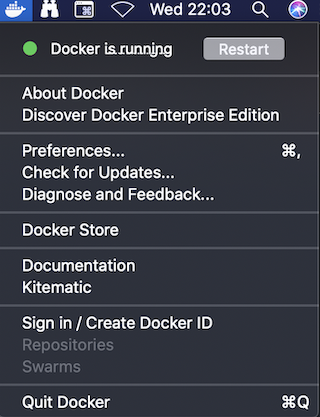 Wed 22:03
Docker is running
Restart
About Docker
Discover Docker Enterprise Edition
Preferences... ⌘,
Check for Updates...
Diagnose and Feedback...
Docker Store
Documentation
Kitematic
Sign in / Create Docker ID
Repositories
Swarms
Quit Docker ⌘Q